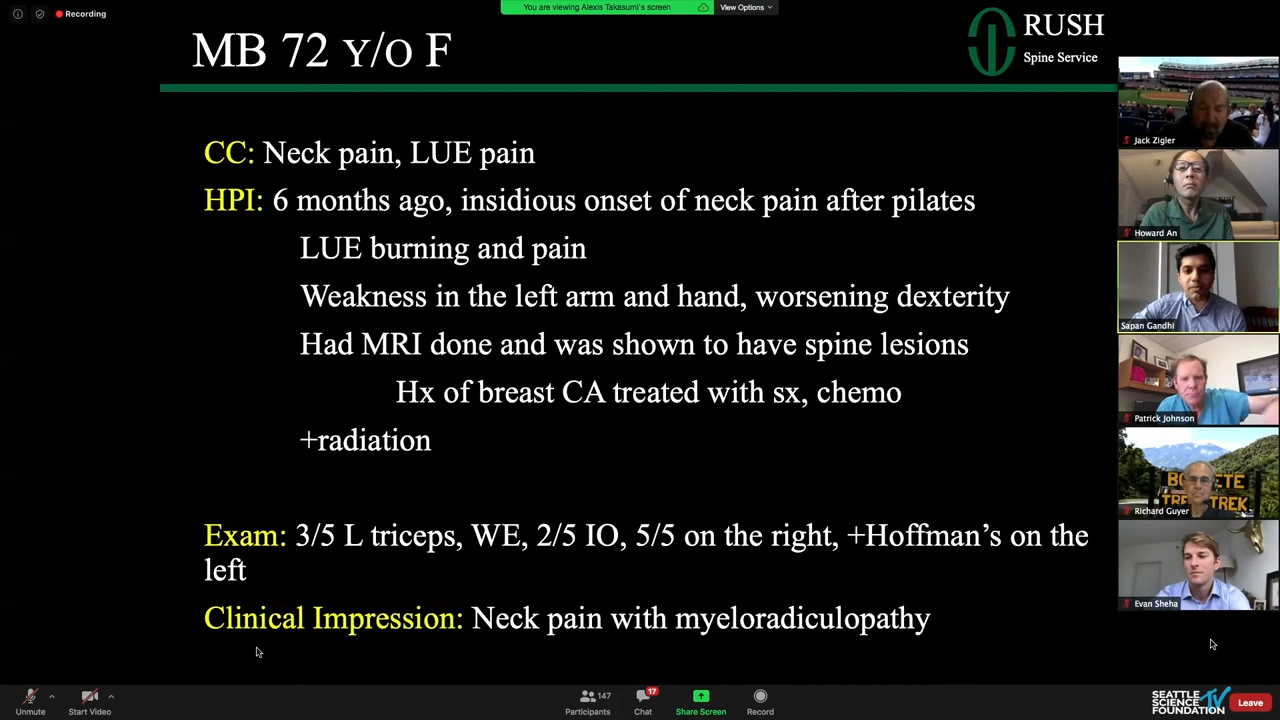 Recording
You are viewing Alexis Takasumi's screen
View Options
MB 72 Y/O F
RUSH
Spine Service
CC: Neck pain, LUE pain
HPI: 6 months ago, insidious onset of neck pain after pilates
LUE burning and pain
Weakness in the left arm and hand, worsening dexterity
Had MRI done and was shown to have spine lesions
Hx of breast CA treated with sx, chemo
+radiation
Exam: 3/5 L triceps, WE, 2/5 IO, 5/5 on the right, +Hoffman's on the
left
Clinical Impression: Neck pain with myeloradiculopathy
Jack Zigler
Howard An
Sapan Gandhi
Patrick Johnson
Richard Guyer
Evan Sheha
Unmute
Start Video
147
Participants
17
Chat
Share Screen
Record
SEATTLE
SCIENCE
FOUNDATION
TV
Leave